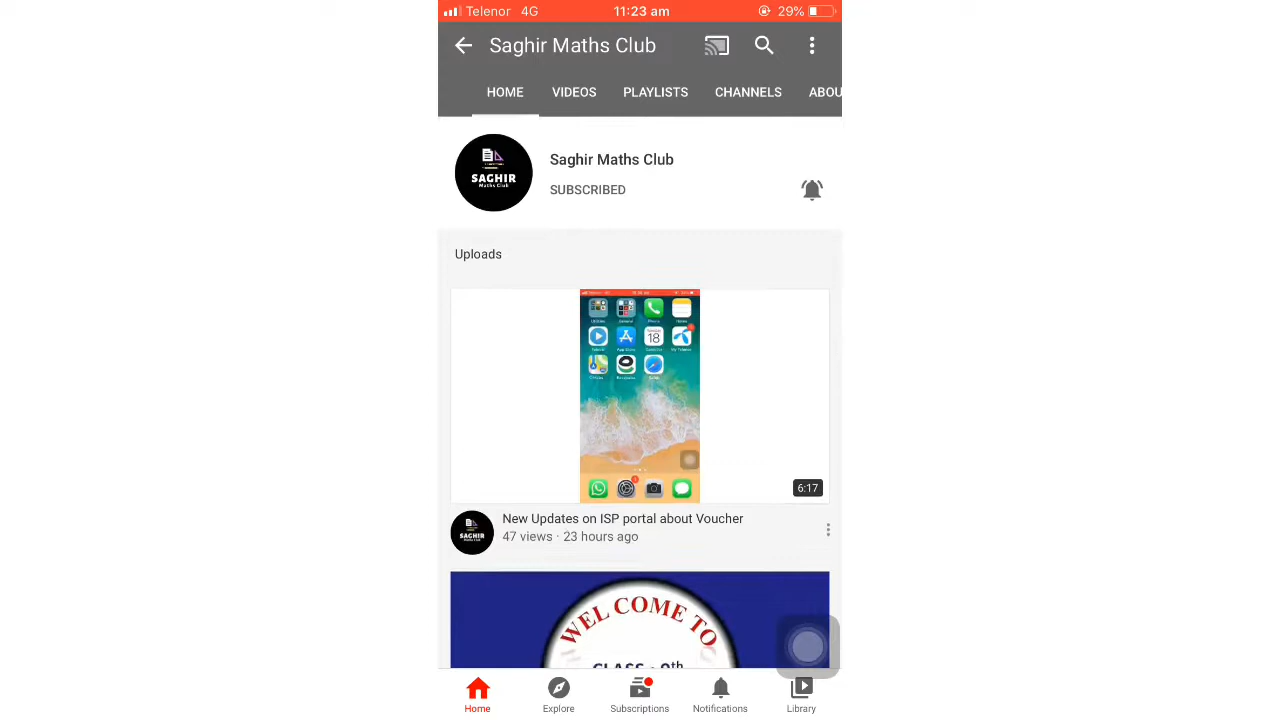 Telenor 4G 11:23 am 29%
Saghir Maths Club
HOME VIDEOS PLAYLISTS CHANNELS ABOU
SAGHIR
Maths Club
Saghir Maths Club
SUBSCRIBED
Uploads
18
6:17
New Updates on ISP portal about Voucher
47 views · 23 hours ago
WEL COME TO
CLASS - 9th
Home Explore Subscriptions Notifications Library